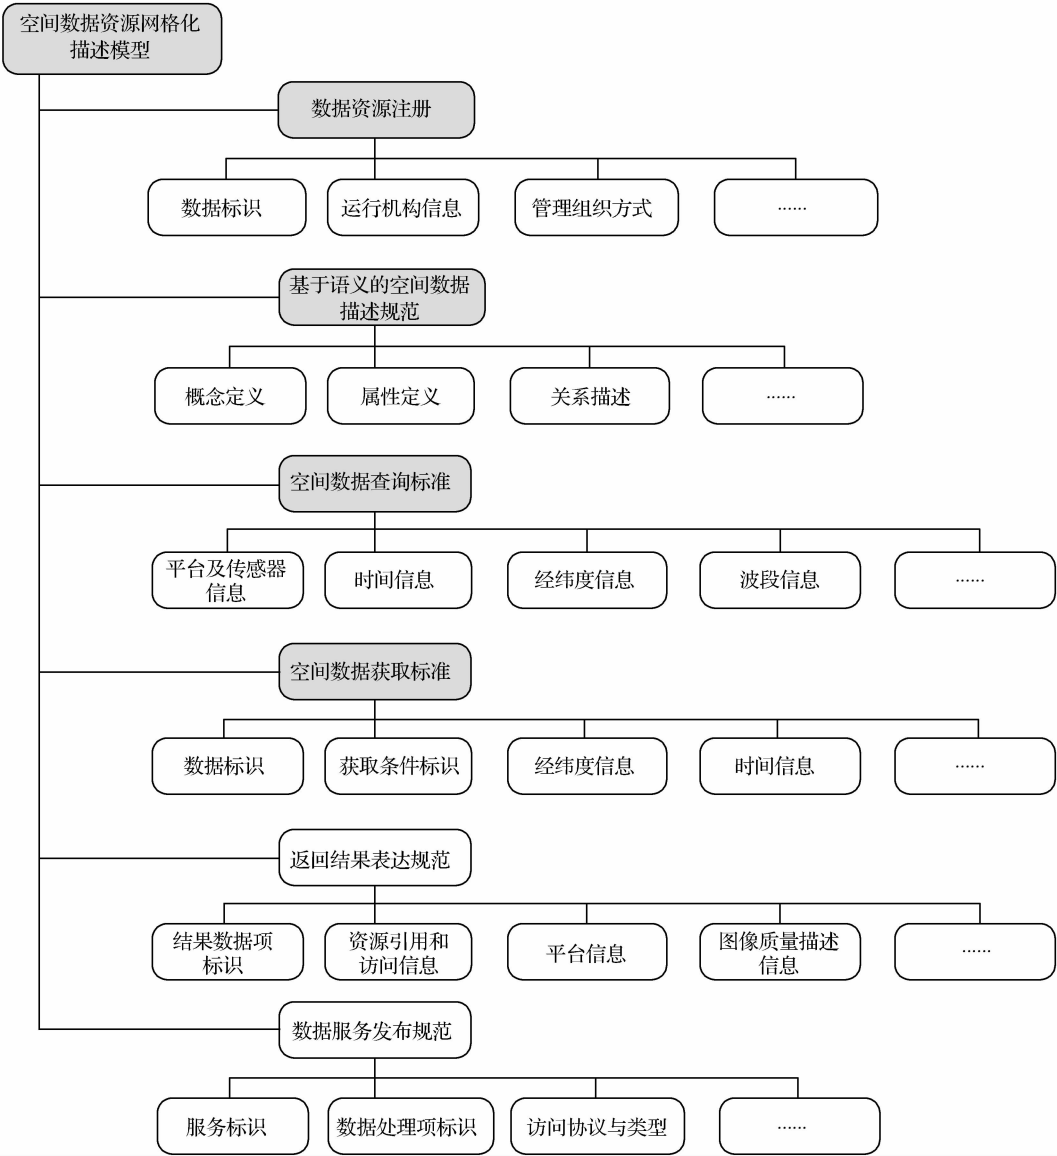 空间数据资源网格化
描述模型
数据资源注册
数据标识
运行机构信息
管理组织方式
······
基于语义的空间数据
描述规范
概念定义
属性定义
关系描述
······
空间数据查询标准
平台及传感器
信息
时间信息
经纬度信息
波段信息
······
空间数据获取标准
数据标识
获取条件标识
经纬度信息
时间信息
······
返回结果表达规范
结果数据项
标识
资源引用和
访问信息
平台信息
图像质量描述
信息
······
数据服务发布规范
服务标识
数据处理项标识
访问协议与类型
······